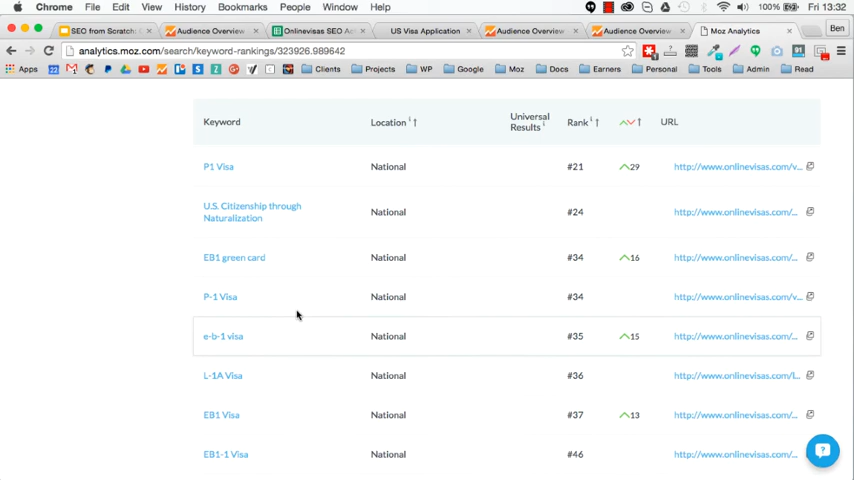 Chrome File Edit View History Bookmarks People Window Help 100% Fri 13:32
SEO from Scratch: Audience Overview Onlinevisas SEO Ac US Visa Application Audience Overview Audience Overview Moz Analytics Ben
analytics.moz.com/search/keyword-rankings/323926.989642
Apps Clients Projects WP Google Moz Docs Earners Personal Tools Admin Read
Keyword Location Universal Results Rank URL
P1 Visa National #21 29 http://www.onlinevisas.com/v...
U.S. Citizenship through
Naturalization National #24 http://www.onlinevisas.com/...
EB1 green card National #34 16 http://www.onlinevisas.com/...
P-1 Visa National #34 http://www.onlinevisas.com/v...
e-b-1 visa National #35 15 http://www.onlinevisas.com/...
L-1A Visa National #36 http://www.onlinevisas.com/l...
EB1 Visa National #37 13 http://www.onlinevisas.com/...
EB1-1 Visa National #46 http://www.onlinevisas.com/...